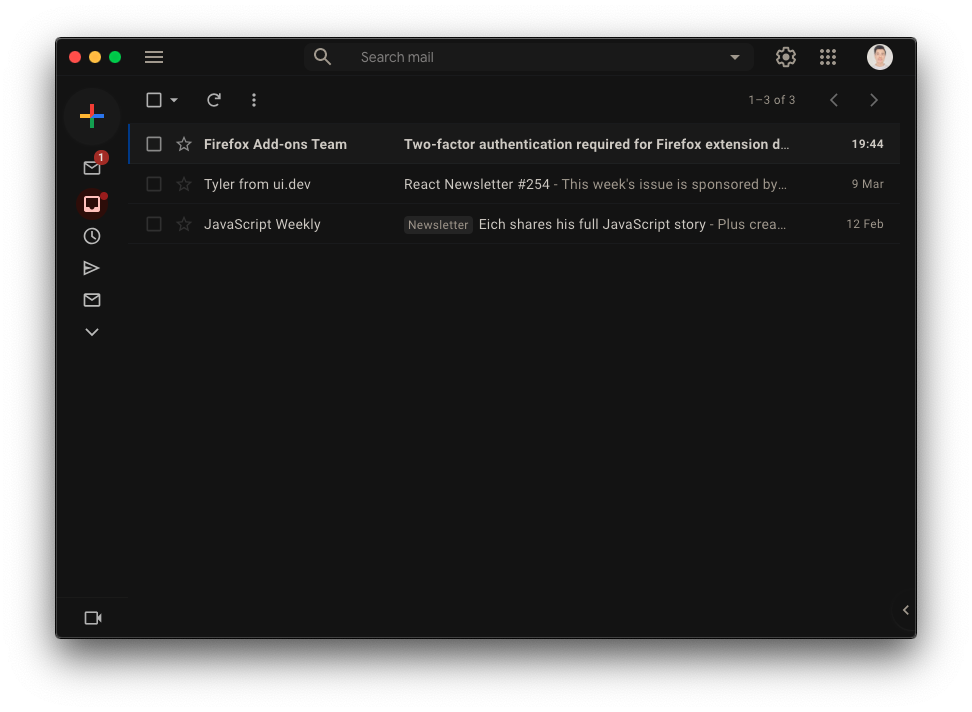 Search mail
1–3 of 3
1
Firefox Add-ons Team Two-factor authentication required for Firefox extension d… 19:44
Tyler from ui.dev React Newsletter #254 - This week's issue is sponsored by… 9 Mar
JavaScript Weekly Newsletter Eich shares his full JavaScript story - Plus crea… 12 Feb